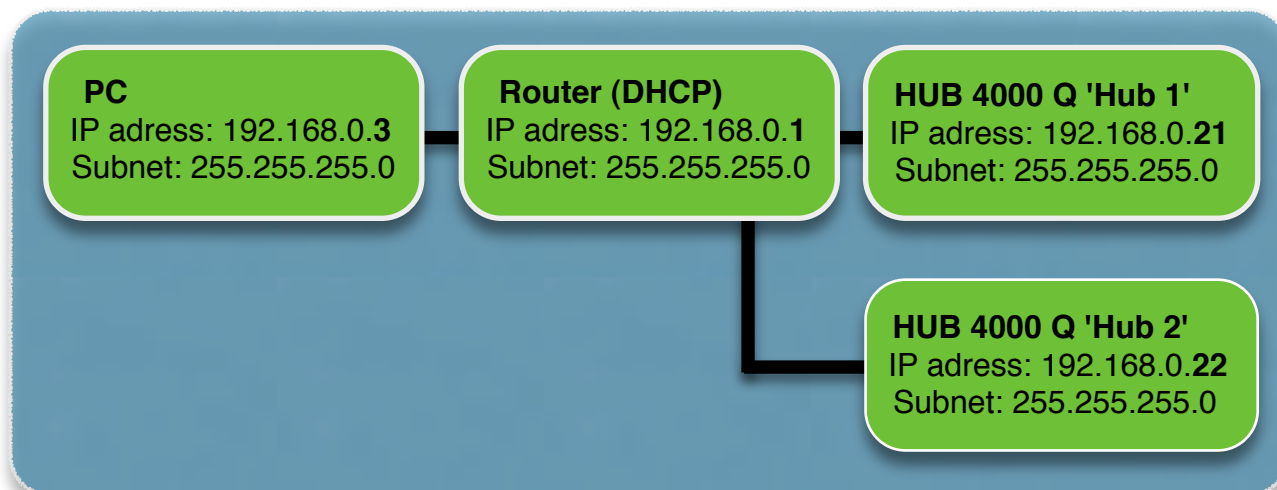 PC
IP adress: 192.168.0.3
Subnet: 255.255.255.0
Router (DHCP)
IP adress: 192.168.0.1
Subnet: 255.255.255.0
HUB 4000 Q 'Hub 1'
IP adress: 192.168.0.21
Subnet: 255.255.255.0
HUB 4000 Q 'Hub 2'
IP adress: 192.168.0.22
Subnet: 255.255.255.0